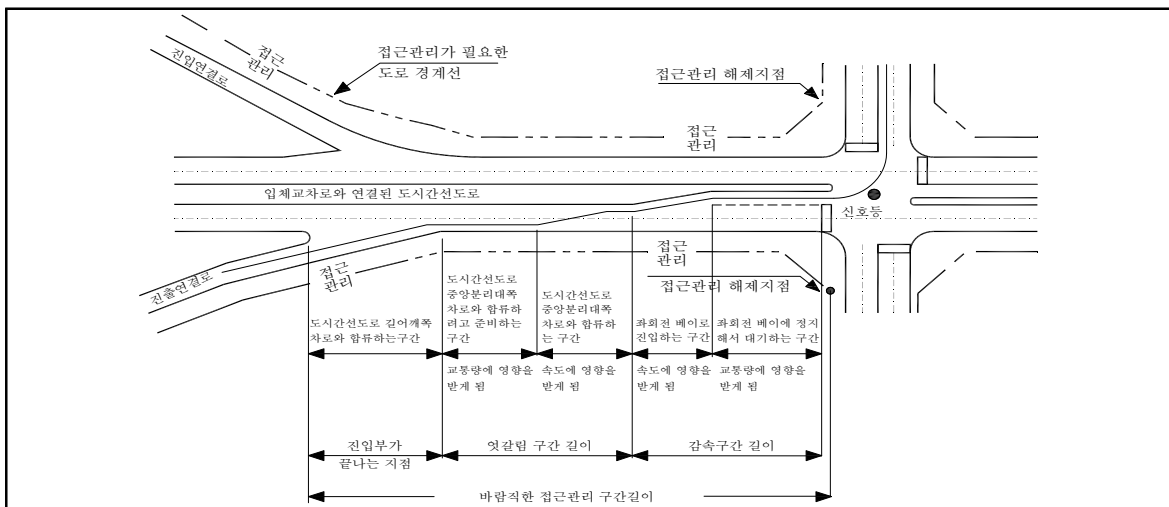 접근
관리
진입연결로
접근관리가 필요한
도로 경계선
접근관리 해제지점
접근
관리
입체교차로와 연결된 도시간선도로
신호등
접근
관리
접근관리 해제지점
진출연결로
접근
관리
도시간선도로 길어깨쪽
차로와 합류하는구간
도시간선도로
중앙분리대쪽
차로와 합류하
려고 준비하는
구간
도시간선도로
중앙분리대쪽
차로와 합류하
는 구간
좌회전 베이로
진입하는 구간
좌회전 베이에 정지
해서 대기하는 구간
교통량에 영향을
받게 됨
속도에 영향을
받게 됨
속도에 영향을
받게 됨
교통량에 영향을
받게 됨
진입부가
끝나는 지점
엇갈림 구간 길이
감속구간 길이
바람직한 접근관리 구간길이